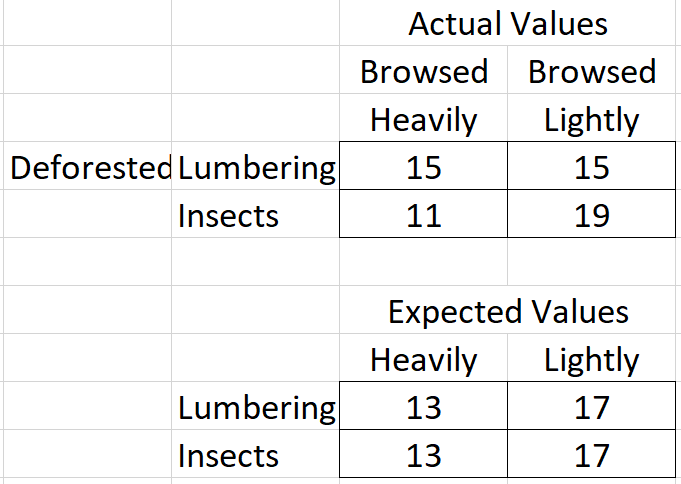 Actual Values
Browsed Browsed
Heavily Lightly
Deforested Lumbering 15 15
Insects 11 19
Expected Values
Heavily Lightly
Lumbering 13 17
Insects 13 17